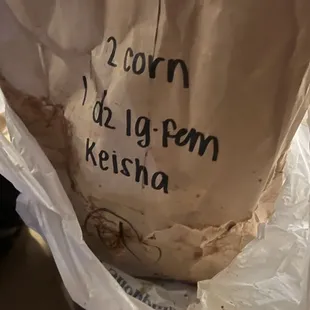 2 corn
1 dz lg. fem
Keisha